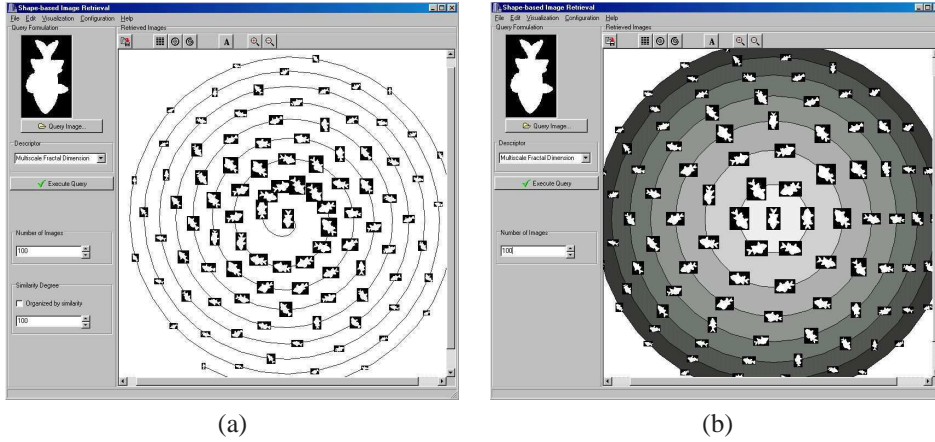 Shape-based Image Retrieval
File Edit Visualization Configuration Help
Query Formulation
Retrieved Images
A
Query Image...
Descriptor
Multiscale Fractal Dimension
Execute Query
Number of Images
100
Similarity Degree
Organized by similarity
100
(a)
Shape-based Image Retrieval
File Edit Visualization Configuration Help
Query Formulation
Retrieved Images
A
Query Image...
Descriptor
Multiscale Fractal Dimension
Execute Query
Number of Images
100
(b)